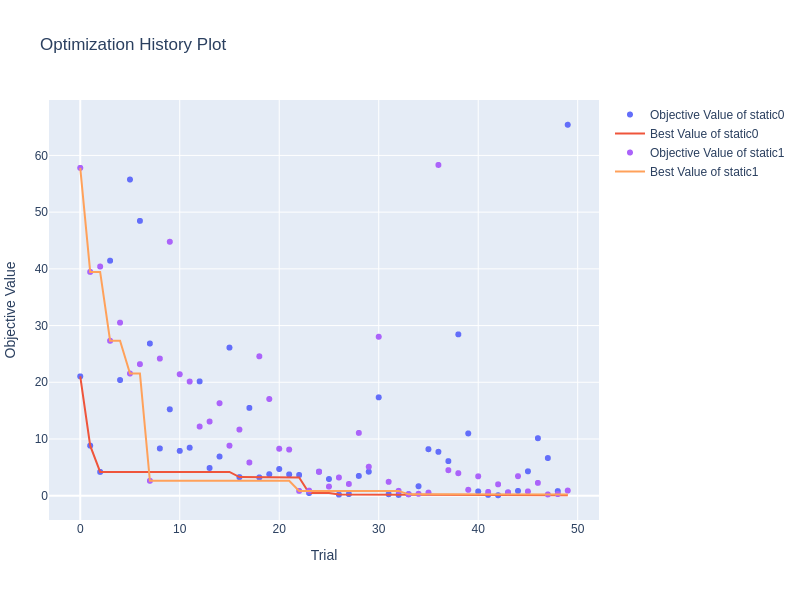 Optimization History Plot
Objective Value of static0
Best Value of static0
Objective Value of static1
Best Value of static1
Objective Value
60
50
40
30
20
10
0
0
10
20
30
40
50
Trial